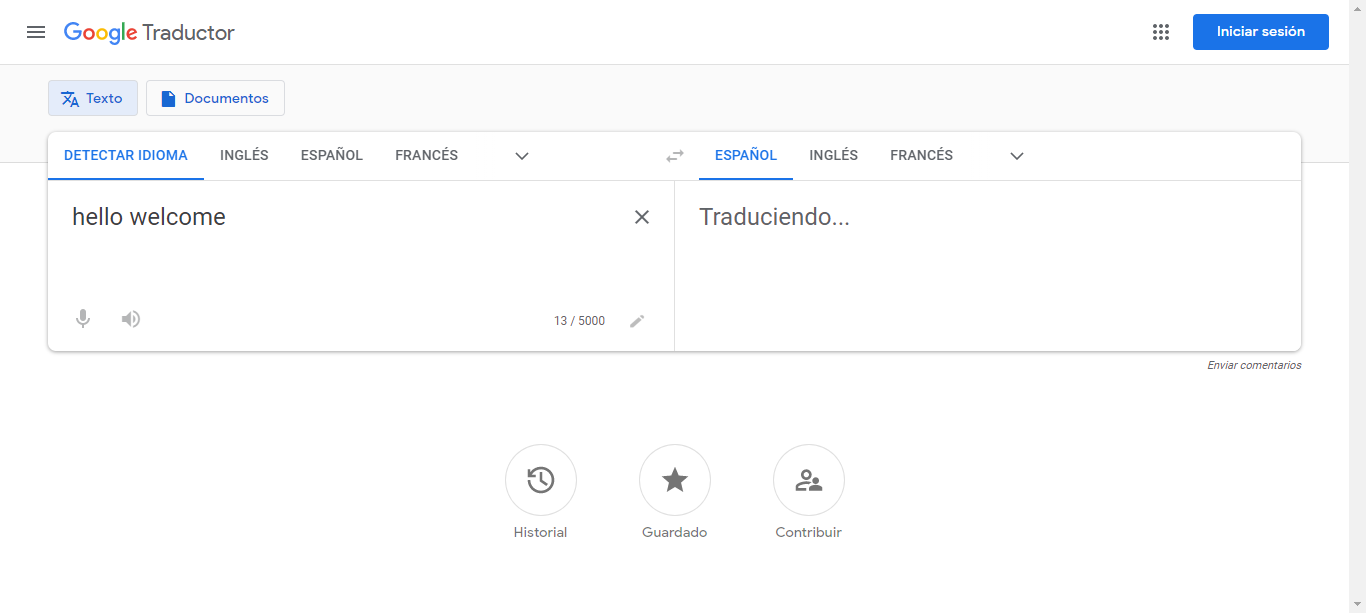 Google Traductor
Iniciar sesión
Texto
Documentos
DETECTAR IDIOMA INGLÉS ESPAÑOL FRANCÉS
ESPAÑOL INGLÉS FRANCÉS
hello welcome
Traduciendo...
13 / 5000
Enviar comentarios
Historial
Guardado
Contribuir